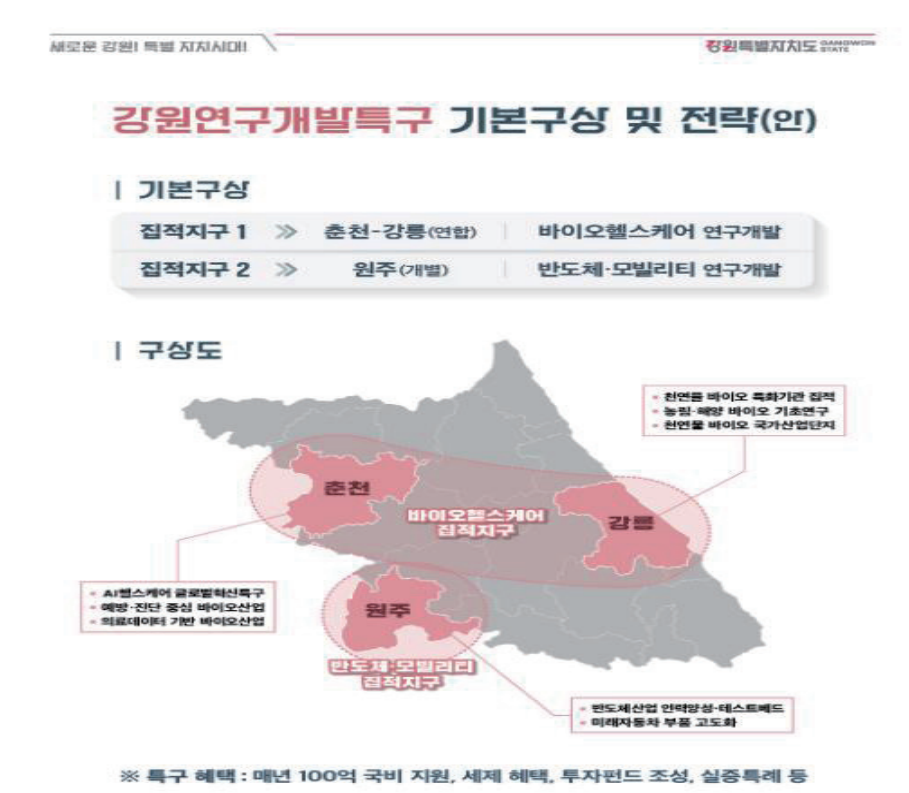 새로운 강원! 특별 자치시대!
강원특별자치도 GANGWON STATE
강원연구개발특구 기본구상 및 전략(안)
| 기본구상
집적지구 1 ≫ 춘천-강릉(연합) | 바이오헬스케어 연구개발
집적지구 2 ≫ 원주(개별) | 반도체·모빌리티 연구개발
| 구상도
• 천연물 바이오 특화기관 집적
• 농림·해양 바이오 기초연구
• 천연물 바이오 국가산업단지
춘천
바이오헬스케어
집적지구
강릉
• AI헬스케어 글로벌혁신특구
• 예방·진단 중심 바이오산업
• 의료데이터 기반 바이오산업
원주
반도체·모빌리티
집적지구
• 반도체산업 인력양성·테스트베드
• 미래자동차 부품 고도화
※ 특구 혜택 : 매년 100억 국비 지원, 세제 혜택, 투자펀드 조성, 실증특례 등